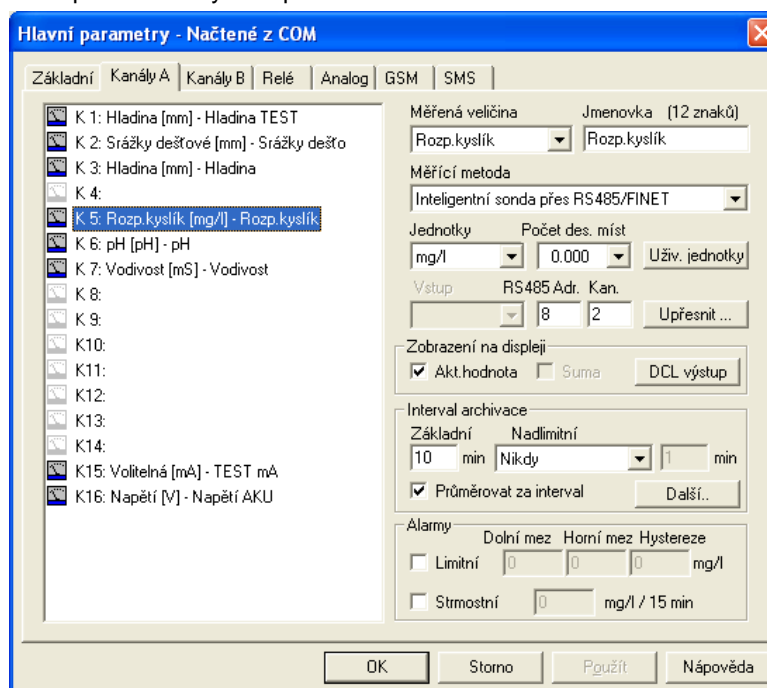 Hlavní parametry - Načtené z COM
Základní Kanály A Kanály B Relé Analog GSM SMS
K 1: Hladina [mm] - Hladina TEST
K 2: Srážky dešťové [mm] - Srážky dešťo
K 3: Hladina [mm] - Hladina
K 4:
K 5: Rozp.kyslík [mg/l] - Rozp.kyslík
K 6: pH [pH] - pH
K 7: Vodivost [mS] - Vodivost
K 8:
K 9:
K10:
K11:
K12:
K13:
K14:
K15: Volitelná [mA] - TEST mA
K16: Napětí [V] - Napětí AKU
Měřená veličina Jmenovka (12 znaků)
Rozp.kyslík Rozp.kyslík
Měřící metoda
Inteligentní sonda přes RS485/FINET
Jednotky Počet des. míst
mg/l 0.000 Uživ. jednotky
Vstup RS485 Adr. Kan.
8 2 Upřesnit ...
Zobrazení na displeji
Akt.hodnota Suma DCL výstup
Interval archivace
Základní Nadlimitní
10 min Nikdy 1 min
Průměrovat za interval Další..
Alarmy
Dolní mez Horní mez Hystereze
Limitní 0 0 0 mg/l
Strmostní 0 mg/l / 15 min
OK Storno Použít Nápověda